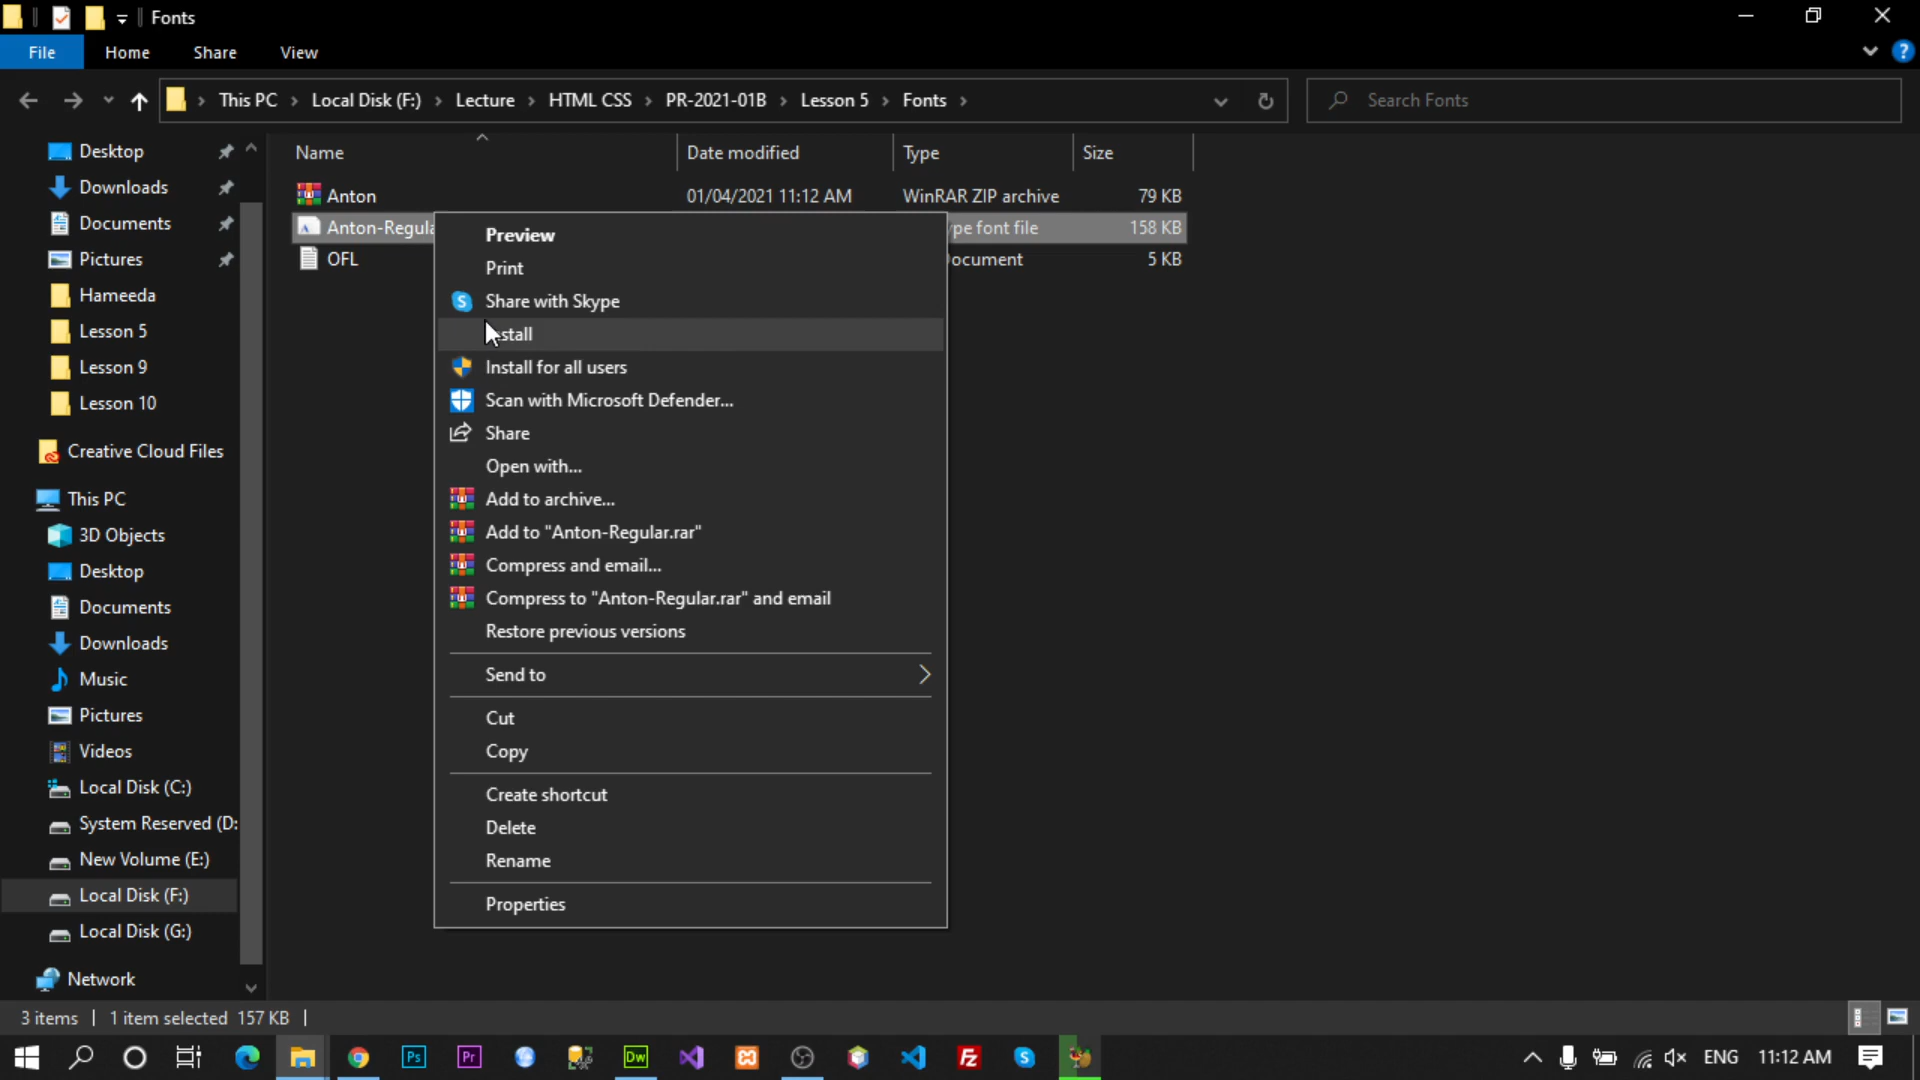 Fonts
File Home Share View
This PC Local Disk (F:) Lecture HTML CSS PR-2021-01B Lesson 5 Fonts
Search Fonts
Name Date modified Type Size
Anton 01/04/2021 11:12 AM WinRAR ZIP archive 79 KB
Anton-Regula pe font file 158 KB
OFL ocument 5 KB
Preview
Print
Share with Skype
stall
Install for all users
Scan with Microsoft Defender...
Share
Open with...
Add to archive...
Add to "Anton-Regular.rar"
Compress and email...
Compress to "Anton-Regular.rar" and email
Restore previous versions
Send to
Cut
Copy
Create shortcut
Delete
Rename
Properties
Desktop
Downloads
Documents
Pictures
Hameeda
Lesson 5
Lesson 9
Lesson 10
Creative Cloud Files
This PC
3D Objects
Desktop
Documents
Downloads
Music
Pictures
Videos
Local Disk (C:)
System Reserved (D:
New Volume (E:)
Local Disk (F:)
Local Disk (G:)
Network
3 items 1 item selected 157 KB
Ps Pr Dw Fz ENG 11:12 AM